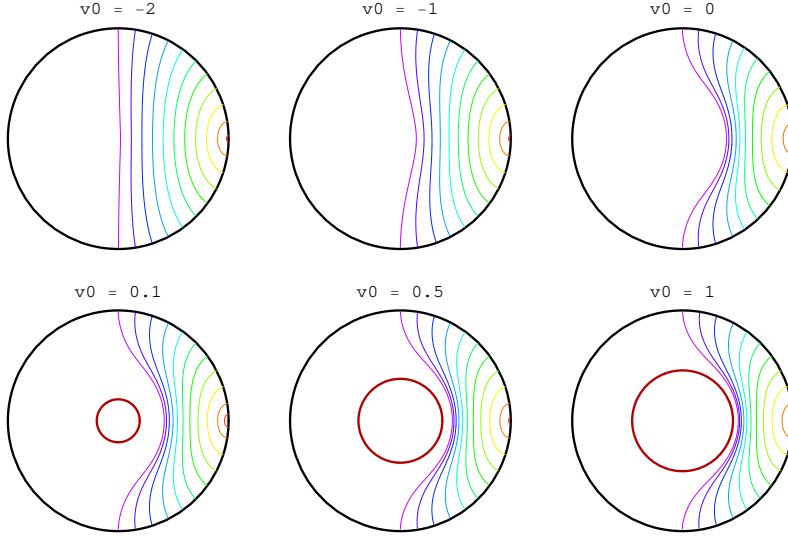 v0 = -2
v0 = -1
v0 = 0
v0 = 0.1
v0 = 0.5
v0 = 1